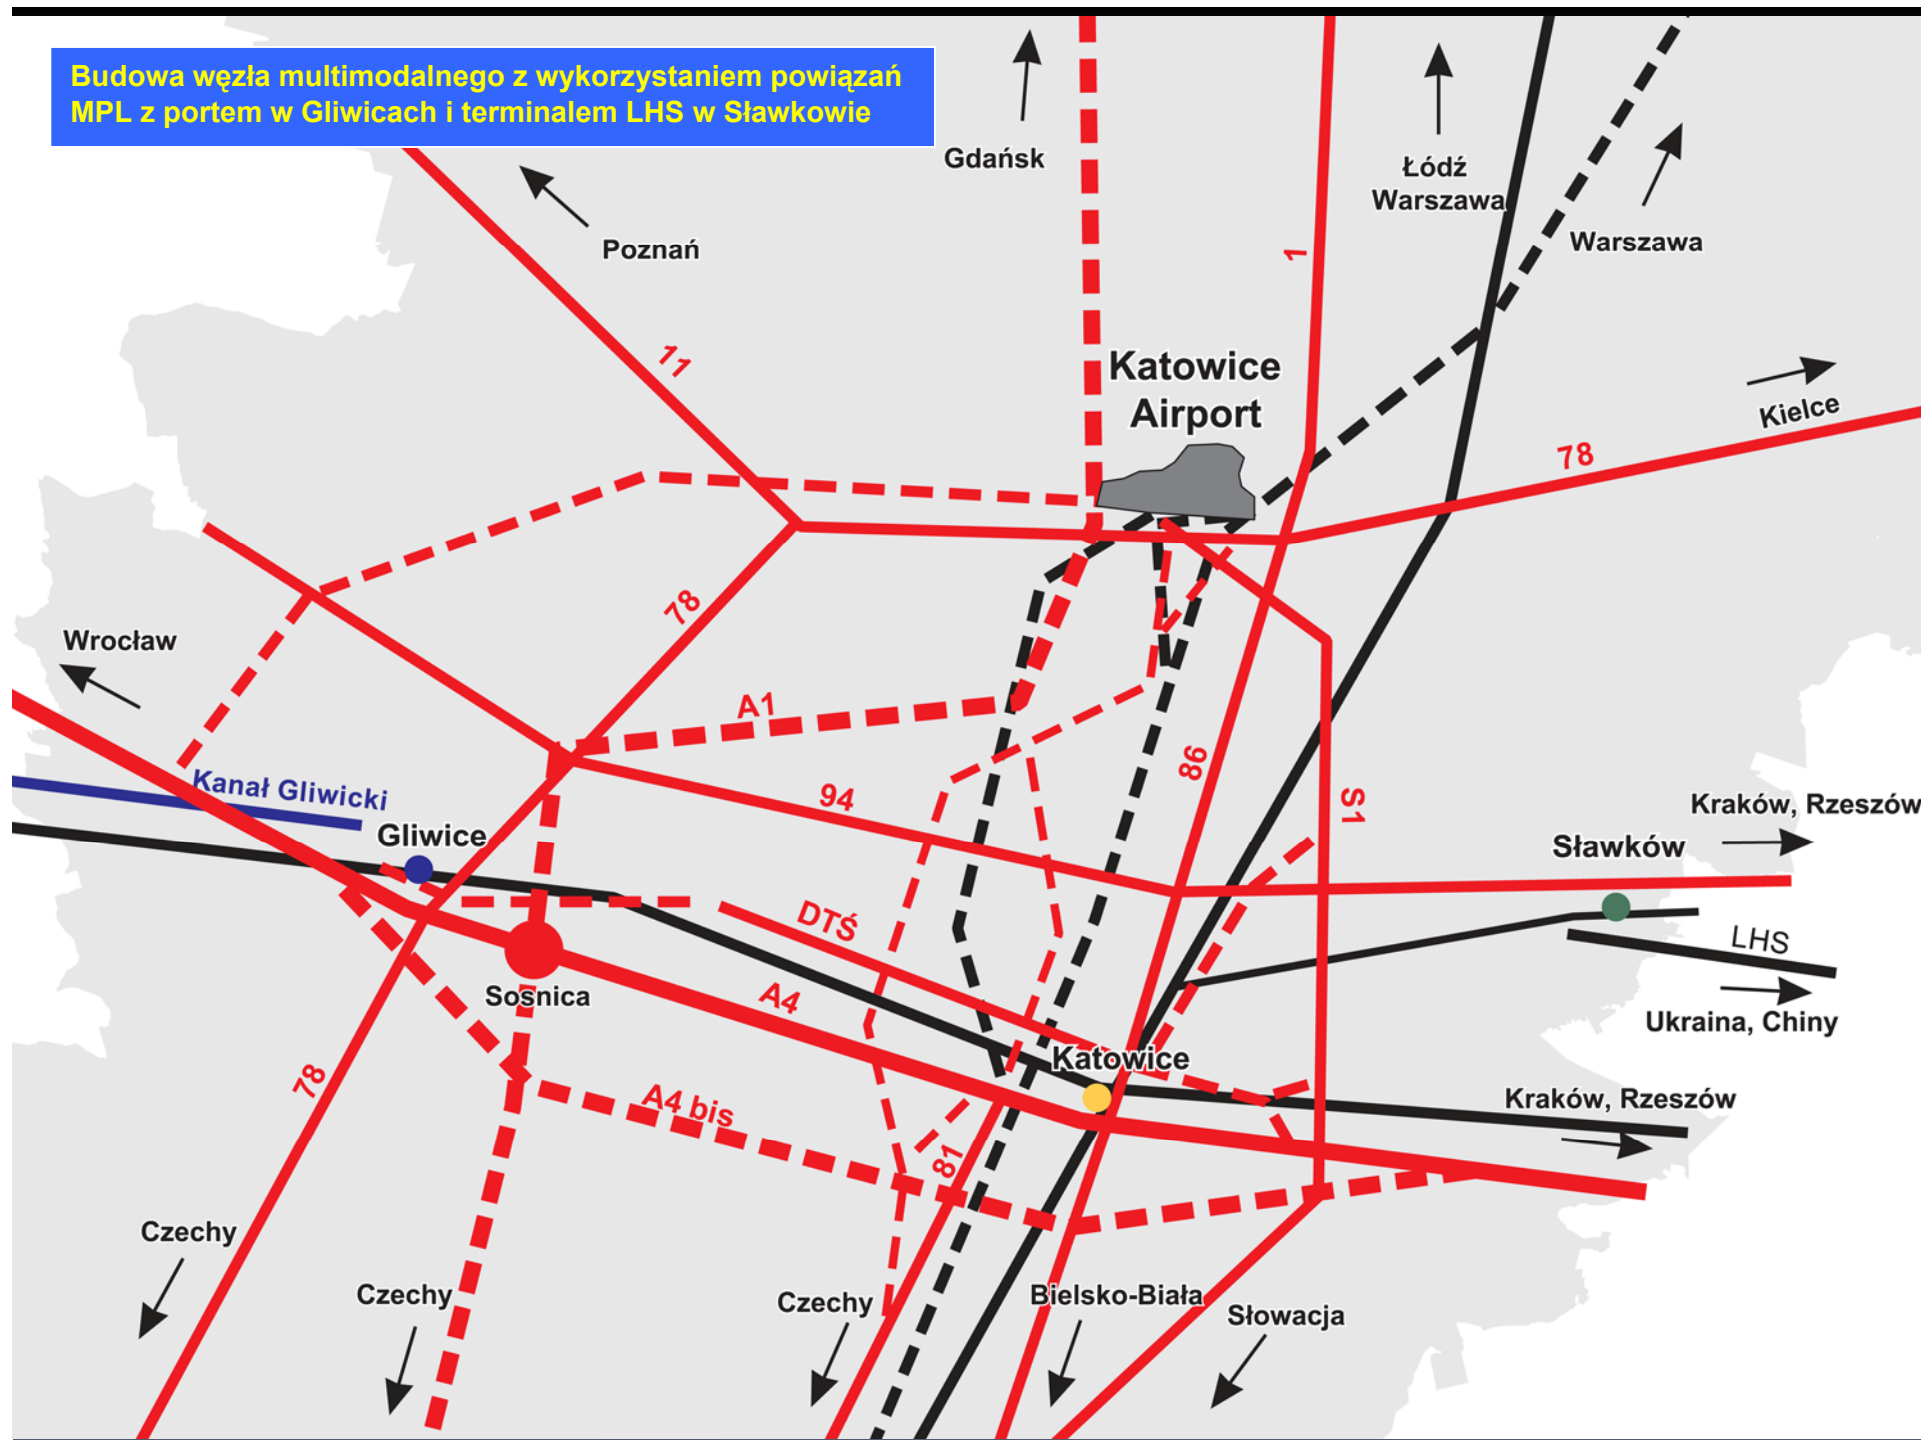 Budowa węzła multimodalnego z wykorzystaniem powiązań
MPL z portem w Gliwicach i terminalem LHS w Sławkowie
Gdańsk
Łódź
Warszawa
Poznań
Warszawa
1
11
Katowice
Airport
Kielce
78
78
Wrocław
A1
86
Kanał Gliwicki
94
S1
Kraków, Rzeszów
Gliwice
Sławków
DTŚ
LHS
Sosnica
A4
Ukraina, Chiny
Katowice
78
A4 bis
Kraków, Rzeszów
81
Czechy
Czechy
Czechy
Bielsko-Biała
Słowacja